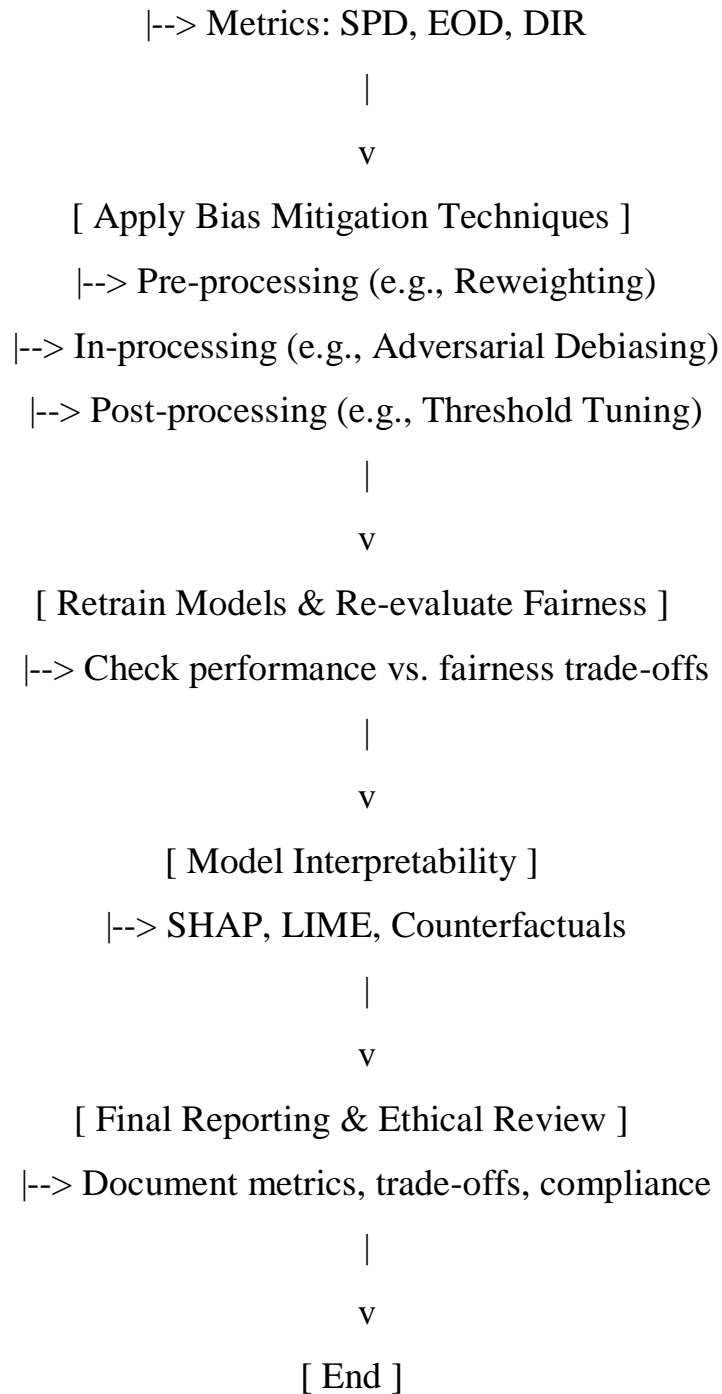 |--> Metrics: SPD, EOD, DIR
|
v
[ Apply Bias Mitigation Techniques ]
|--> Pre-processing (e.g., Reweighting)
|--> In-processing (e.g., Adversarial Debiasing)
|--> Post-processing (e.g., Threshold Tuning)
|
v
[ Retrain Models & Re-evaluate Fairness ]
|--> Check performance vs. fairness trade-offs
|
v
[ Model Interpretability ]
|--> SHAP, LIME, Counterfactuals
|
v
[ Final Reporting & Ethical Review ]
|--> Document metrics, trade-offs, compliance
|
v
[ End ]